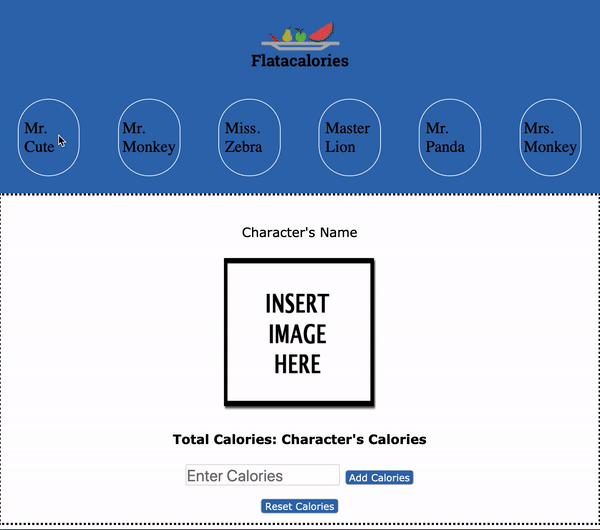 Flatacalories
Mr.
Cute
Mr.
Monkey
Miss.
Zebra
Master
Lion
Mr.
Panda
Mrs.
Monkey
Character's Name
INSERT
IMAGE
HERE
Total Calories: Character's Calories
Enter Calories Add Calories
Reset Calories